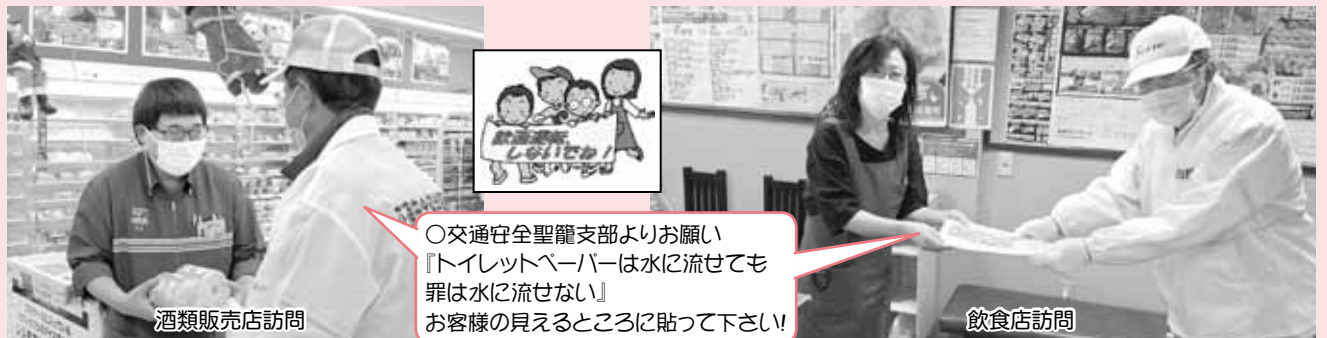 飲酒運転
しないでね！
○交通安全聖籠支部よりお願い
『トイレットペーパーは水に流せても
罪は水に流せない』
お客様の見えるところに貼って下さい!
酒類販売店訪問
飲食店訪問